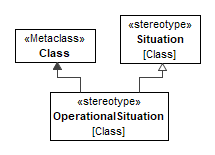 «Metaclass»
Class
«stereotype»
Situation
[Class]
«stereotype»
OperationalSituation
[Class]